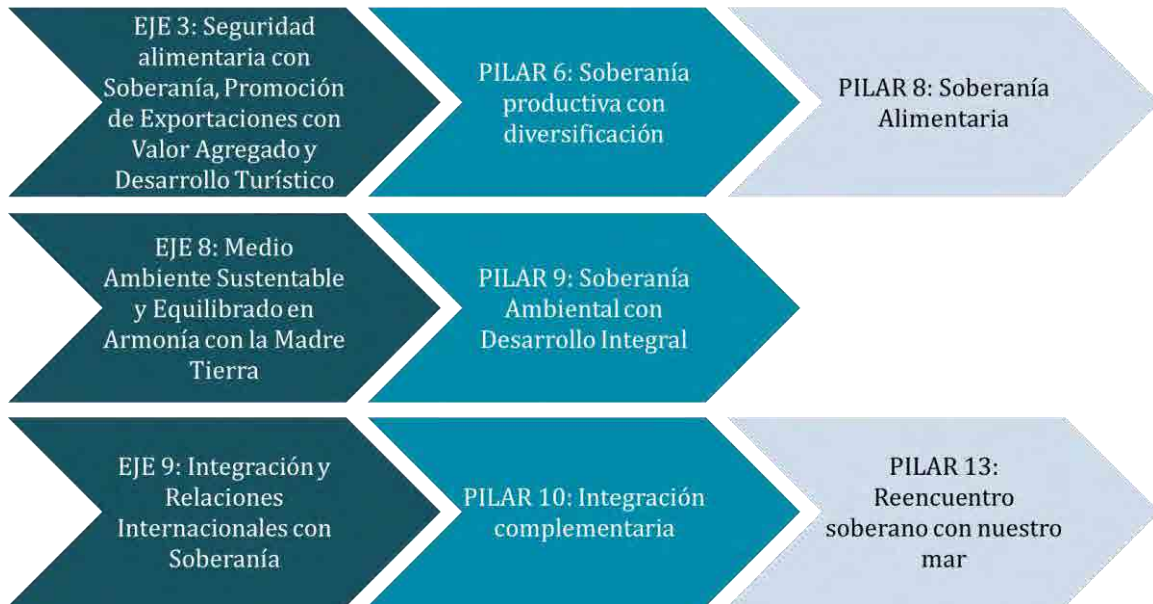 EJE 3: Seguridad
alimentaria con
Soberanía, Promoción
de Exportaciones con
Valor Agregado y
Desarrollo Turístico
PILAR 6: Soberanía
productiva con
diversificación
PILAR 8: Soberanía
Alimentaria
EJE 8: Medio
Ambiente Sustentable
y Equilibrado en
Armonía con la Madre
Tierra
PILAR 9: Soberanía
Ambiental con
Desarrollo Integral
EJE 9: Integración y
Relaciones
Internacionales con
Soberanía
PILAR 10: Integración
complementaria
PILAR 13:
Reencuentro
soberano con nuestro
mar